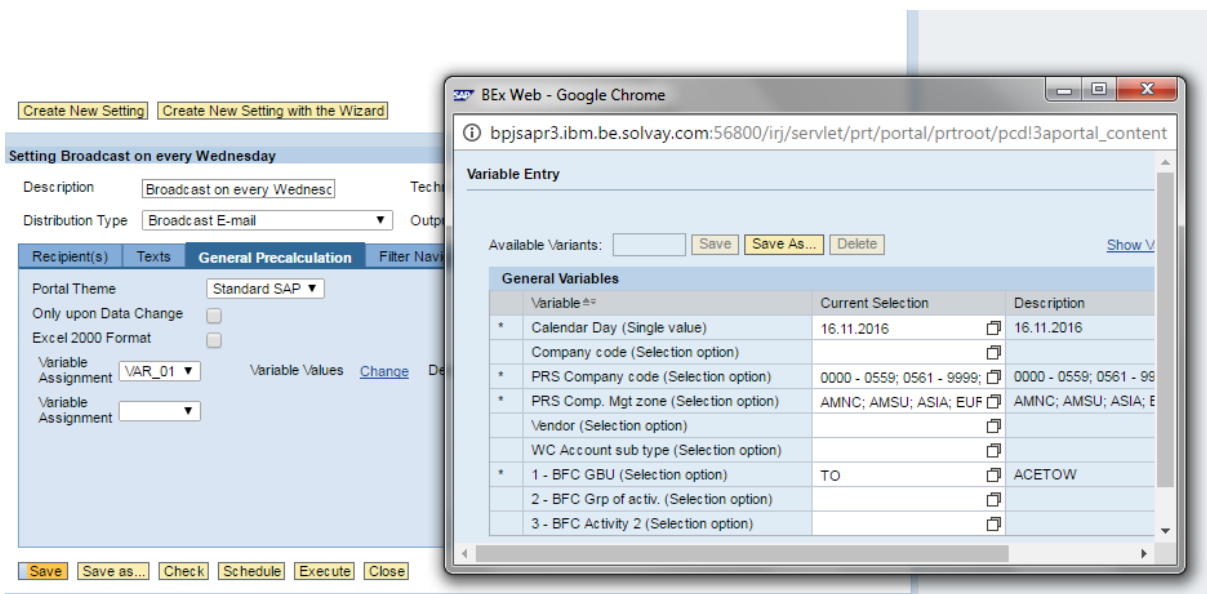 Create New Setting Create New Setting with the Wizard
Setting Broadcast on every Wednesday
Description Broadcast on every Wednesc
Distribution Type Broadcast E-mail
Recipient(s) Texts General Precalculation
Portal Theme Standard SAP
Only upon Data Change
Excel 2000 Format
Variable Assignment VAR_01 Variable Values Change
Variable Assignment
Save Save as... Check Schedule Execute Close
SAP BEx Web - Google Chrome
bpjsapr3.ibm.be.solvay.com:56800/irj/servlet/prt/portal/prtroot/pcd!3aportal_content
Variable Entry
Available Variants: Save Save As... Delete Show
General Variables
Variable Current Selection Description
* Calendar Day (Single value) 16.11.2016 16.11.2016
Company code (Selection option)
* PRS Company code (Selection option) 0000 - 0559; 0561 - 9999; 0000 - 0559; 0561 - 99
* PRS Comp. Mgt zone (Selection option) AMNC; AMSU; ASIA; EUF AMNC; AMSU; ASIA; E
Vendor (Selection option)
WC Account sub type (Selection option)
* 1 - BFC GBU (Selection option) TO ACETOW
2 - BFC Grp of activ. (Selection option)
3 - BFC Activity 2 (Selection option)